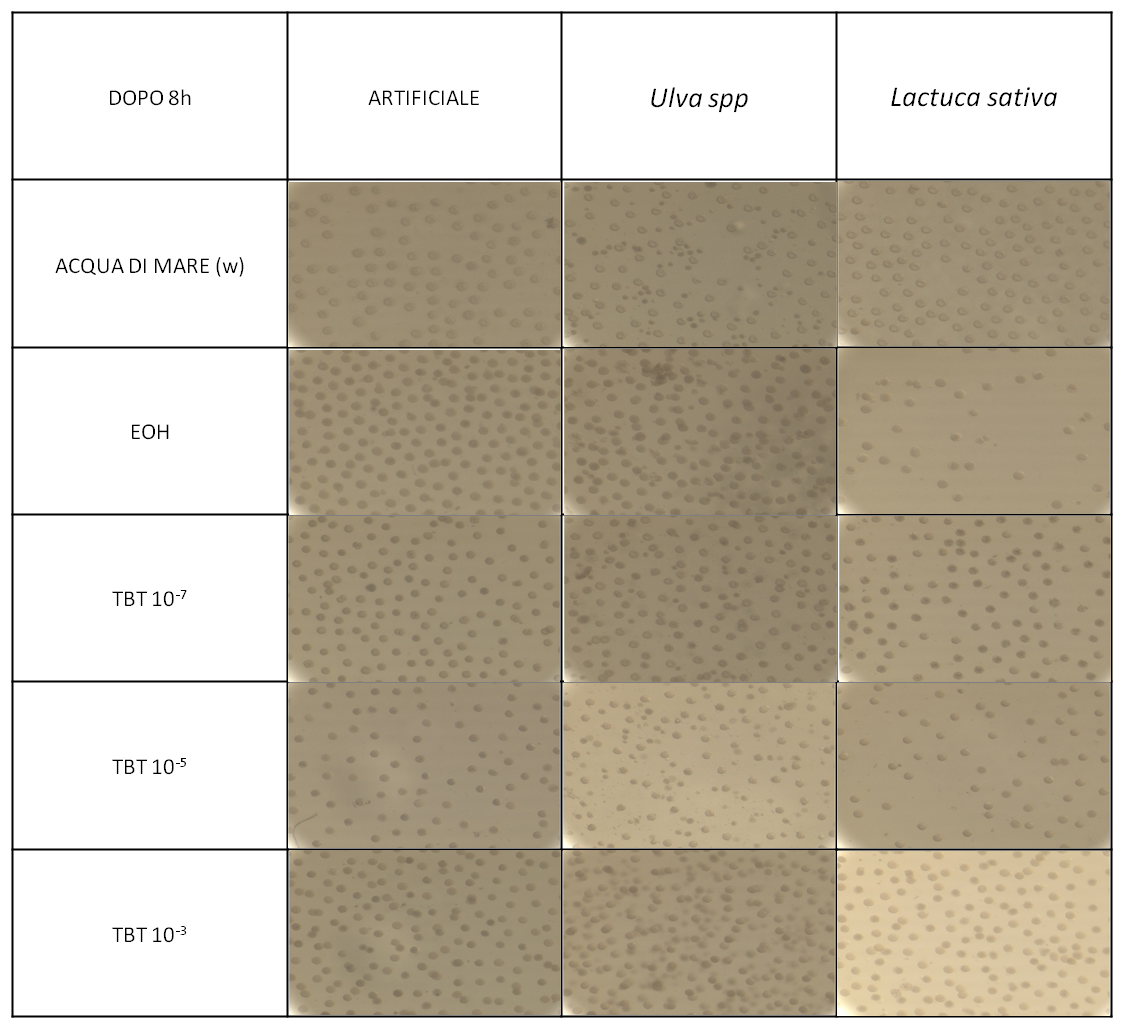 DOPO 8h
ARTIFICIALE
Ulva spp
Lactuca sativa
ACQUA DI MARE (w)
EOH
TBT 10⁻⁷
TBT 10⁻⁵
TBT 10⁻³